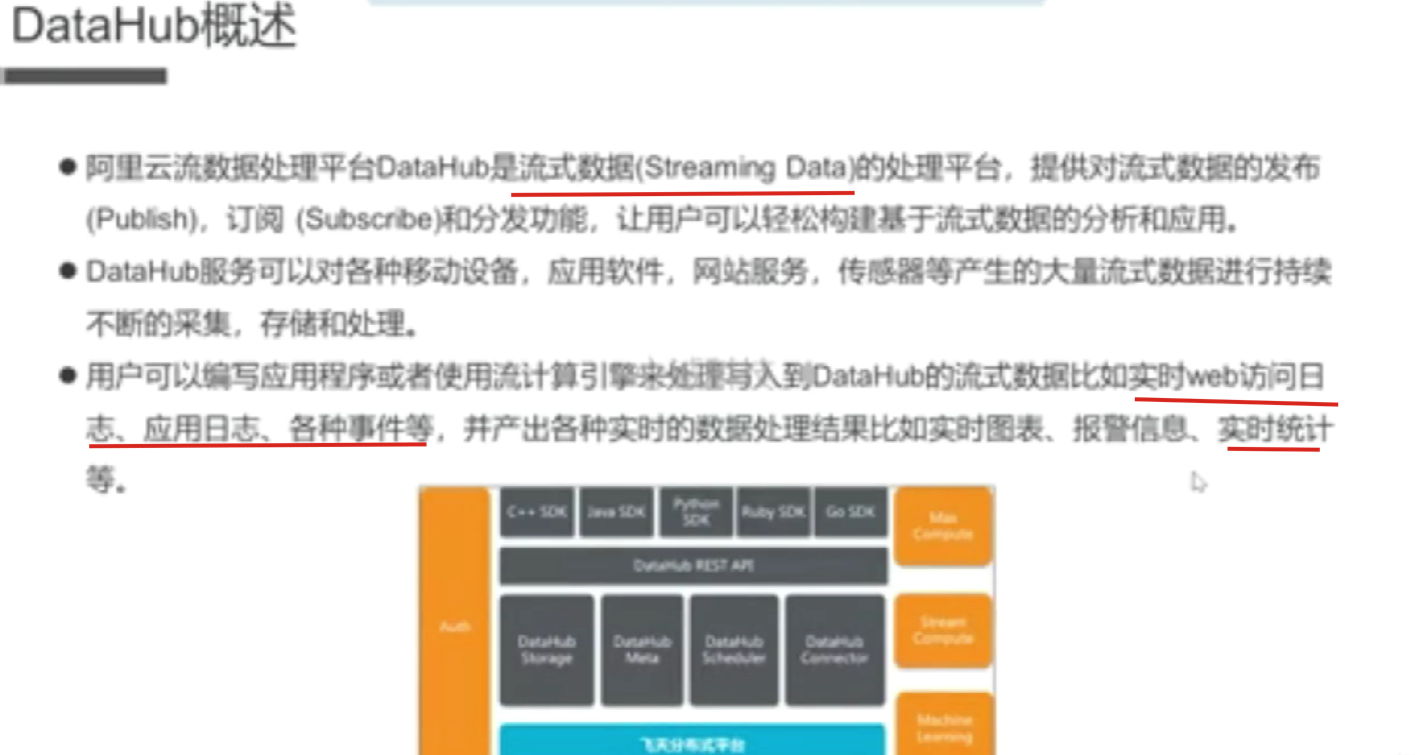 DataHub概述
● 阿里云流数据处理平台DataHub是流式数据(Streaming Data)的处理平台，提供对流式数据的发布
(Publish)，订阅 (Subscribe)和分发功能，让用户可以轻松构建基于流式数据的分析和应用。
● DataHub服务可以对各种移动设备，应用软件，网站服务，传感器等产生的大量流式数据进行持续
不断的采集，存储和处理。
● 用户可以编写应用程序或者使用流计算引擎来处理写入到DataHub的流式数据比如实时web访问日
志、应用日志、各种事件等，并产出各种实时的数据处理结果比如实时图表、报警信息、实时统计
等。
Auth
C++ SDK
Java SDK
Python
SDK
Ruby SDK
Go SDK
Max
Compute
DataHub REST API
DataHub
Storage
DataHub
Meta
DataHub
Scheduler
DataHub
Connector
Stream
Compute
Machine
Learning
飞天分布式平台